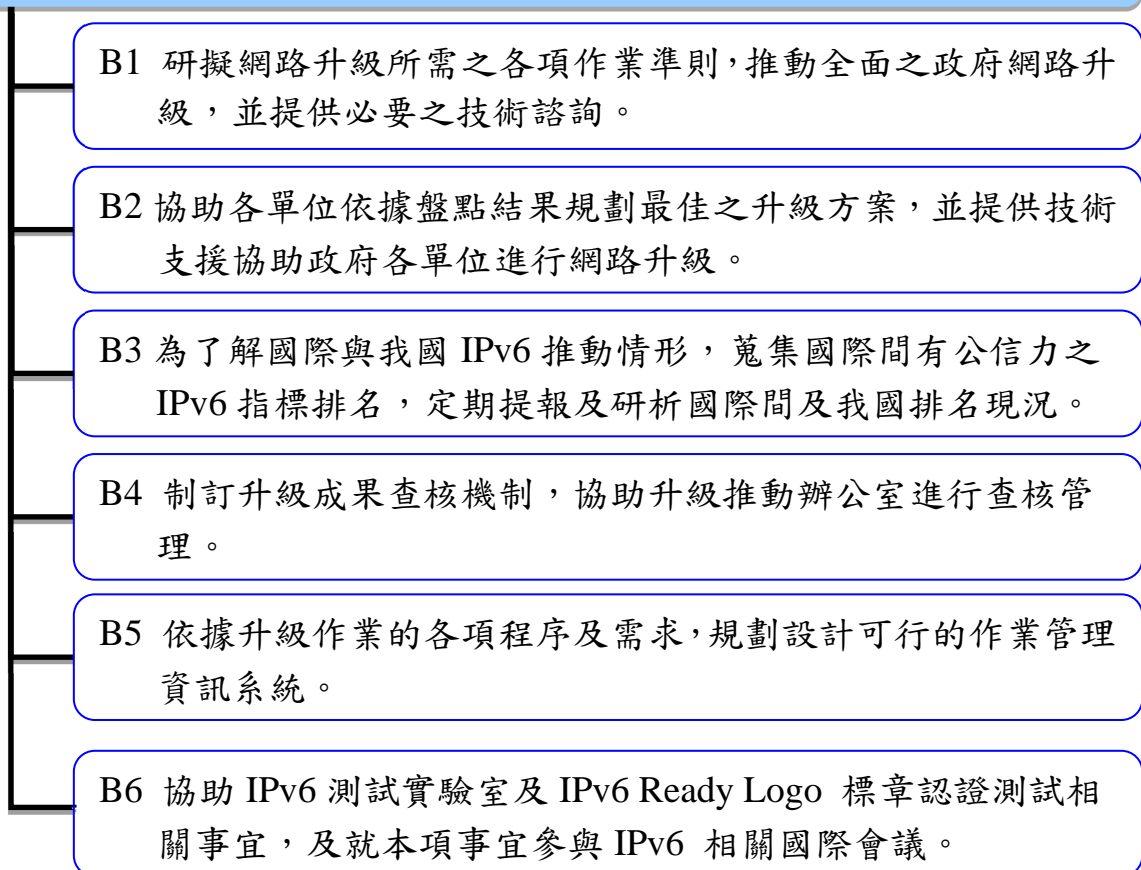 B1 研擬網路升級所需之各項作業準則，推動全面之政府網路升
級，並提供必要之技術諮詢。
B2 協助各單位依據盤點結果規劃最佳之升級方案，並提供技術
支援協助政府各單位進行網路升級。
B3 為了解國際與我國 IPv6 推動情形，蒐集國際間有公信力之
IPv6 指標排名，定期提報及研析國際間及我國排名現況。
B4 制訂升級成果查核機制，協助升級推動辦公室進行查核管
理。
B5 依據升級作業的各項程序及需求，規劃設計可行的作業管理
資訊系統。
B6 協助 IPv6 測試實驗室及 IPv6 Ready Logo 標章認證測試相
關事宜，及就本項事宜參與 IPv6 相關國際會議。